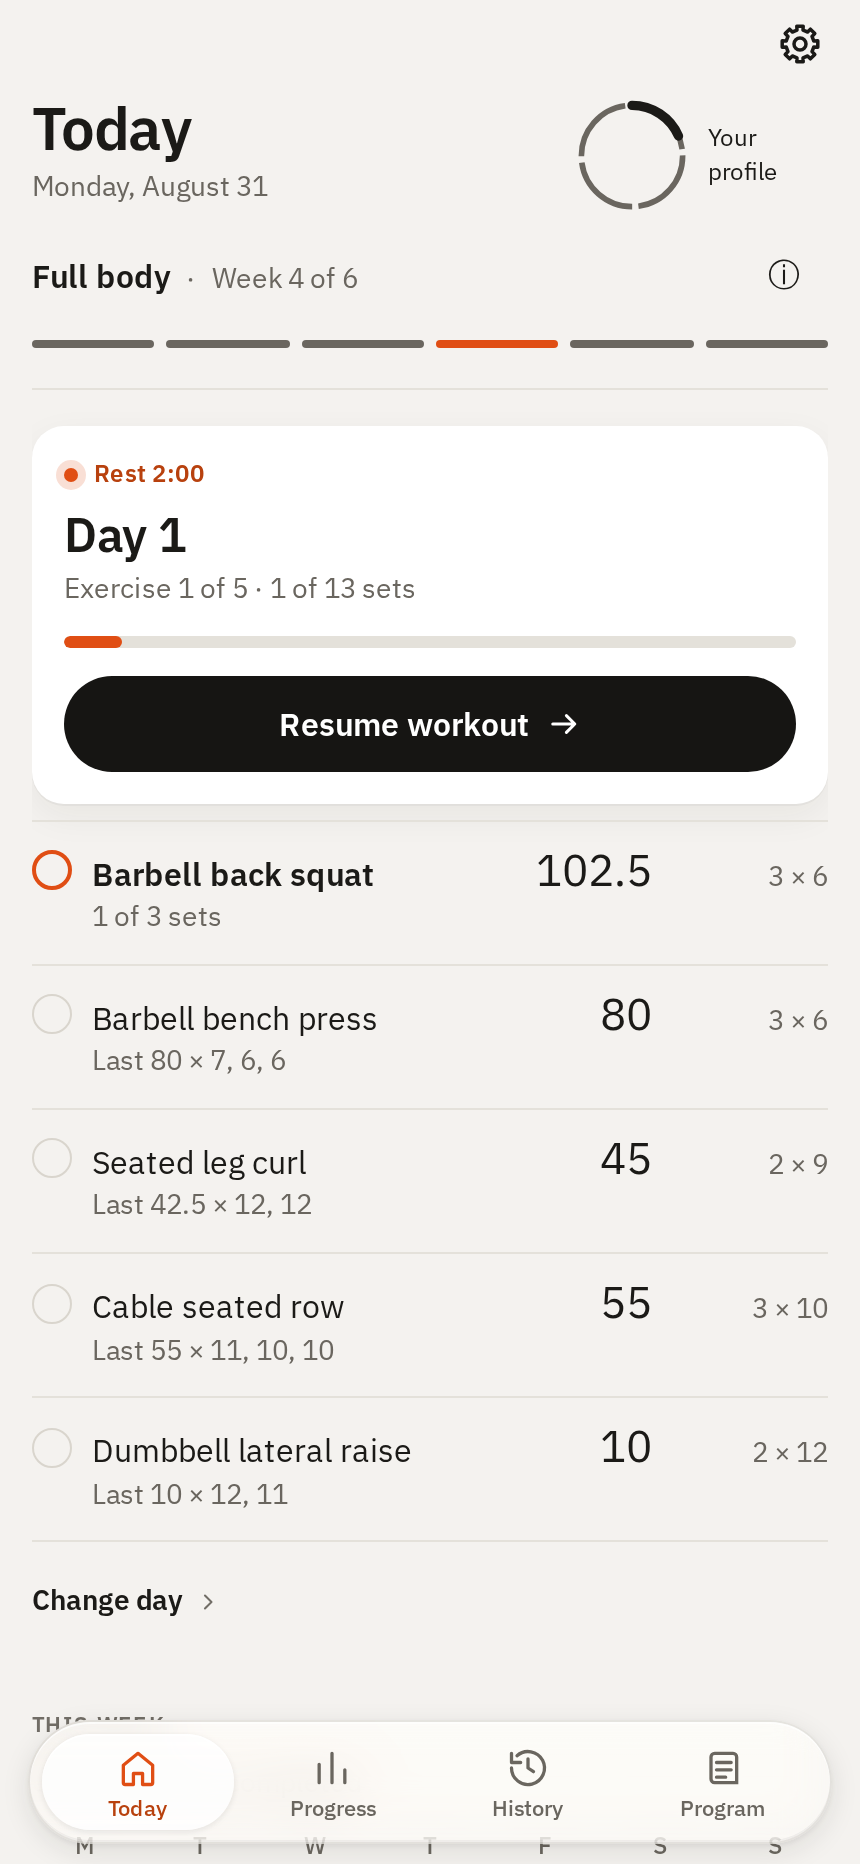 Today
Monday, August 31
Your
profile
Full body · Week 4 of 6
Rest 2:00
Day 1
Exercise 1 of 5 · 1 of 13 sets
Resume workout →
Barbell back squat 102.5 3 × 6
1 of 3 sets
Barbell bench press 80 3 × 6
Last 80 × 7, 6, 6
Seated leg curl 45 2 × 9
Last 42.5 × 12, 12
Cable seated row 55 3 × 10
Last 55 × 11, 10, 10
Dumbbell lateral raise 10 2 × 12
Last 10 × 12, 11
Change day
THIS WEEK
Today Progress History Program
M T W T F S S